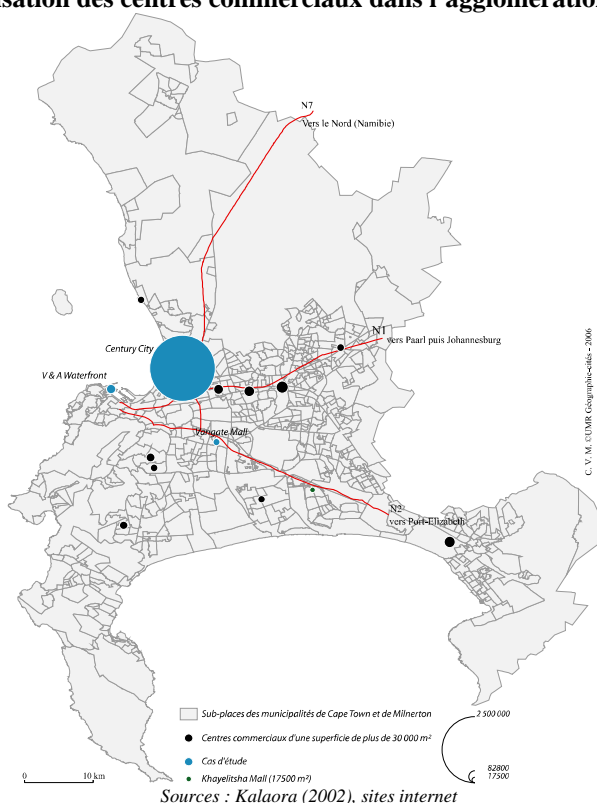 isation des centres commerciaux dans l'agglomération
N7
Vers le Nord (Namibie)
N1
vers Paarl puis Johannesburg
Century City
V & A Waterfront
Vangate Mall
N2
vers Port-Elizabeth
C. V. M. ©UMR Géographie-cités - 2006
Sub-places des municipalités de Cape Town et de Milnerton
Centres commerciaux d'une superficie de plus de 30 000 m²
Cas d'étude
Khayelitsha Mall (17500 m²)
2 500 000
82800
17500
0
10 km
Sources : Kalaora (2002), sites internet